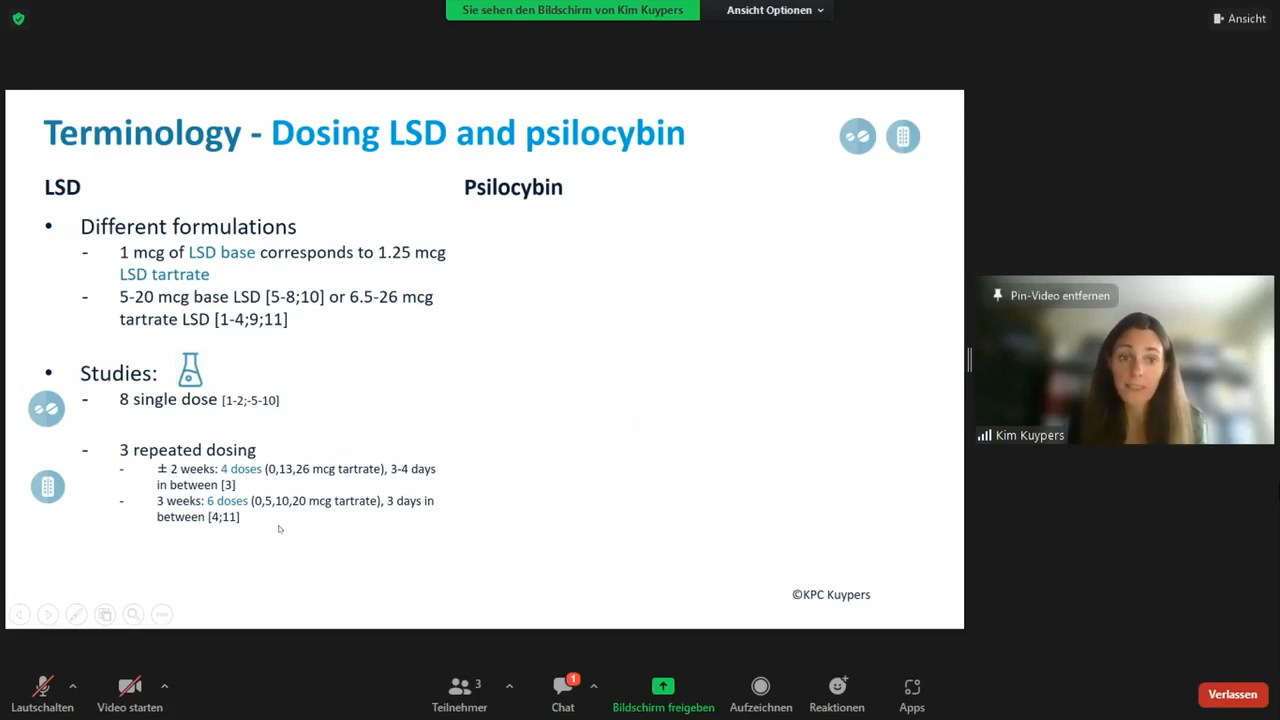 Sie sehen den Bildschirm von Kim Kuypers
Ansicht Optionen
Ansicht
Terminology - Dosing LSD and psilocybin
LSD
Psilocybin
• Different formulations
- 1 mcg of LSD base corresponds to 1.25 mcg
LSD tartrate
- 5-20 mcg base LSD [5-8;10] or 6.5-26 mcg
tartrate LSD [1-4;9;11]
• Studies:
- 8 single dose [1-2;-5-10]
- 3 repeated dosing
- ± 2 weeks: 4 doses (0,13,26 mcg tartrate), 3-4 days
in between [3]
- 3 weeks: 6 doses (0,5,10,20 mcg tartrate), 3 days in
between [4;11]
©KPC Kuypers
Pin-Video entfernen
Kim Kuypers
Lautschalten
Video starten
3
Teilnehmer
1
Chat
Bildschirm freigeben
Aufzeichnen
Reaktionen
Apps
Verlassen